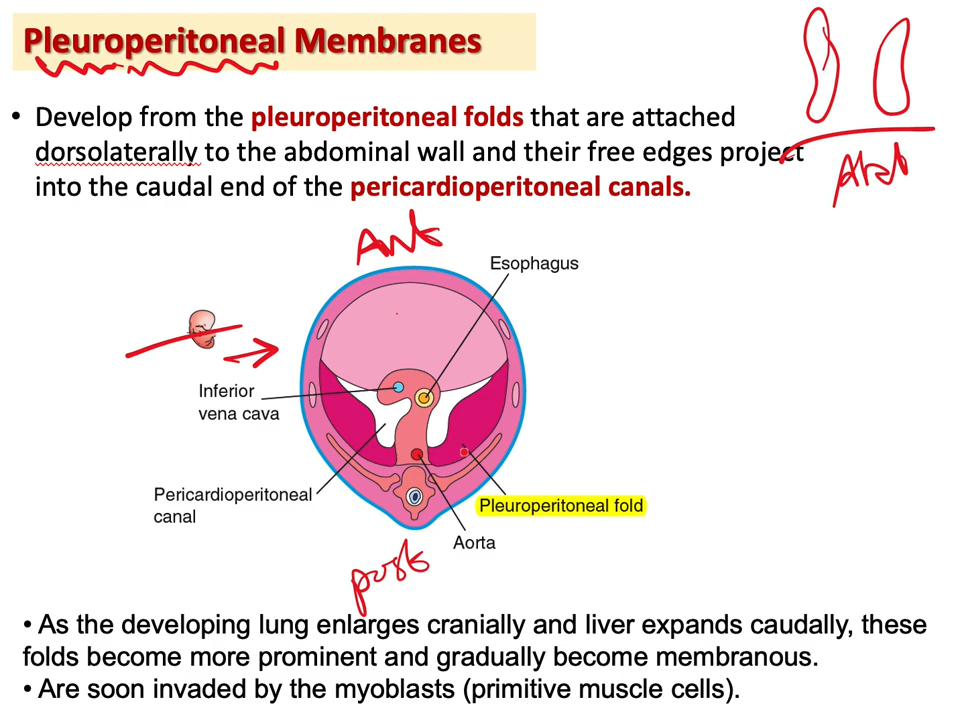 Pleuroperitoneal Membranes
• Develop from the pleuroperitoneal folds that are attached
dorsolaterally to the abdominal wall and their free edges project
into the caudal end of the pericardioperitoneal canals.
Ant
Esophagus
Inferior
vena cava
Pericardioperitoneal
canal
Pleuroperitoneal fold
Aorta
post
• As the developing lung enlarges cranially and liver expands caudally, these
folds become more prominent and gradually become membranous.
• Are soon invaded by the myoblasts (primitive muscle cells).